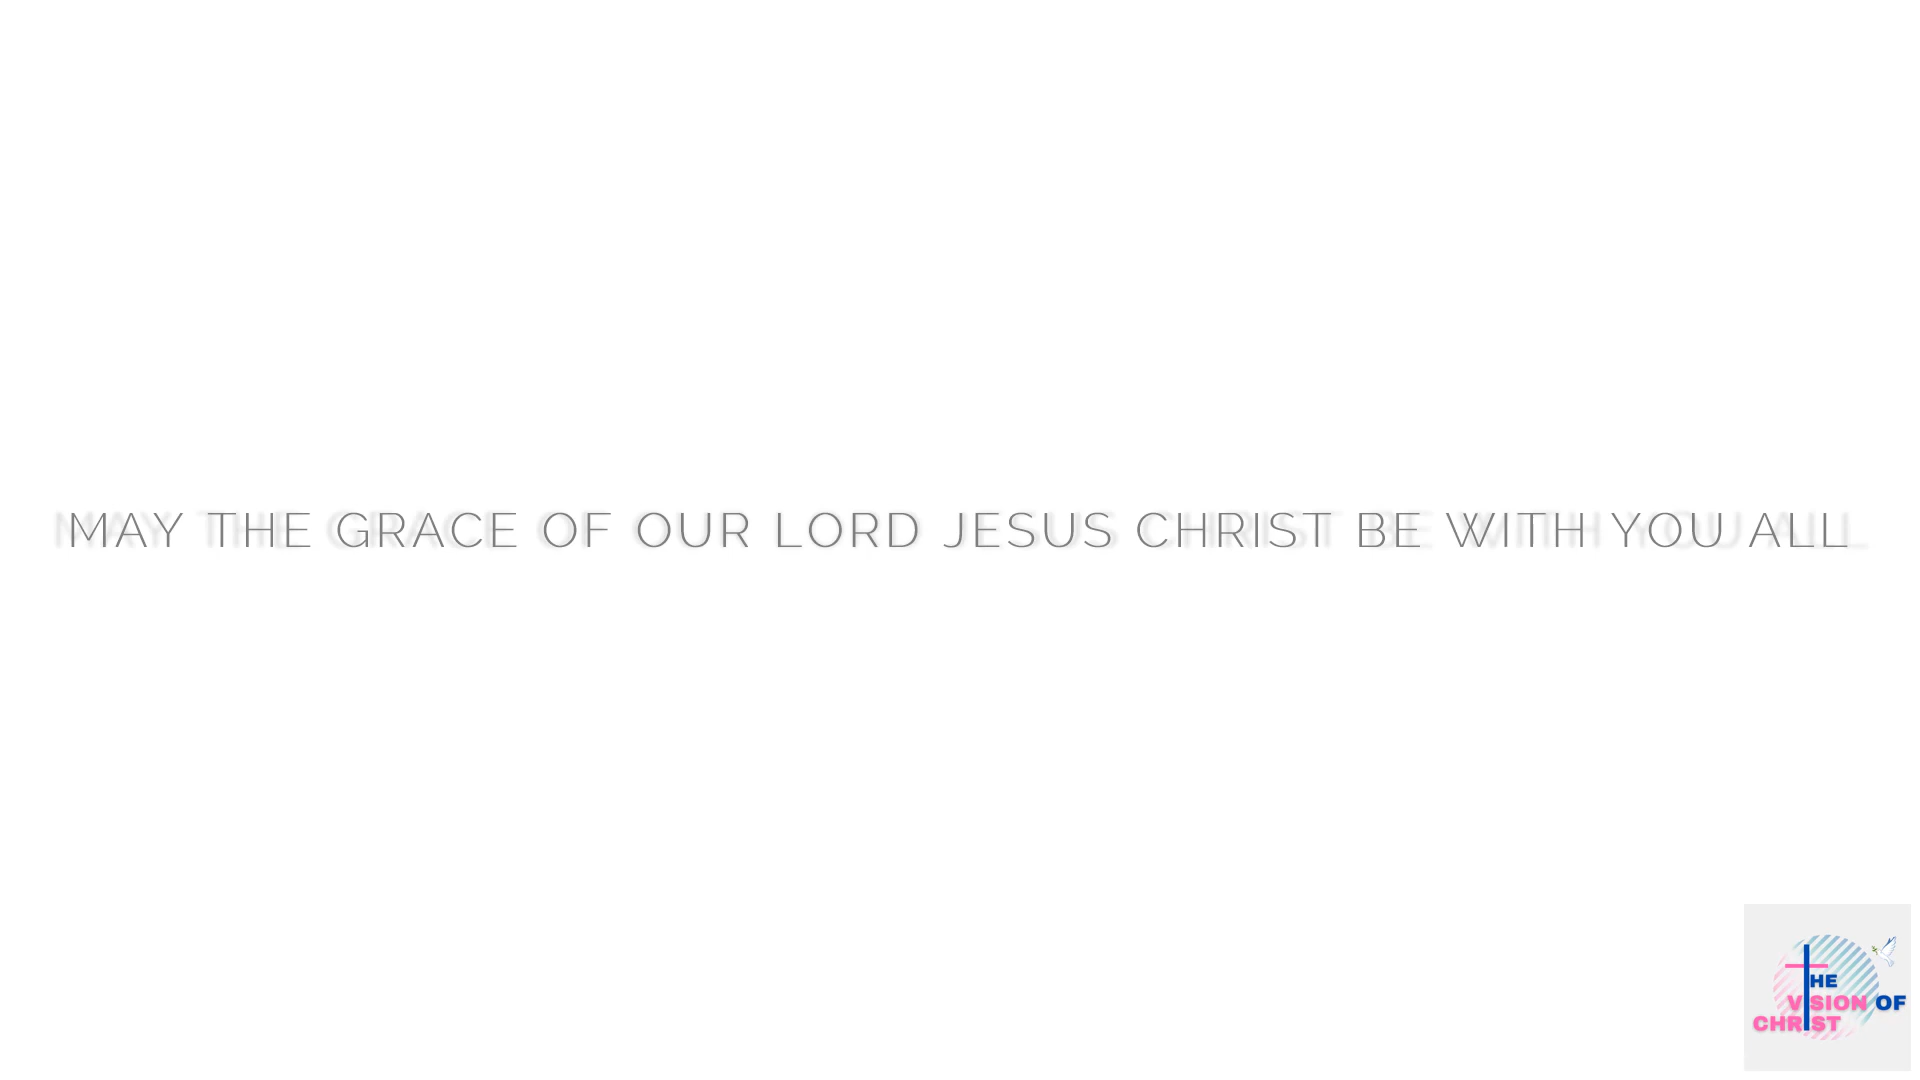 MAY THE GRACE OF OUR LORD JESUS CHRIST BE WITH YOU ALL
THE
VISION OF
CHRIST